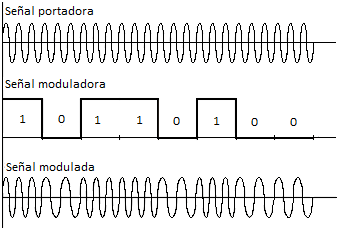 Señal portadora
Señal moduladora
1 0 1 1 0 1 0 0
Señal modulada